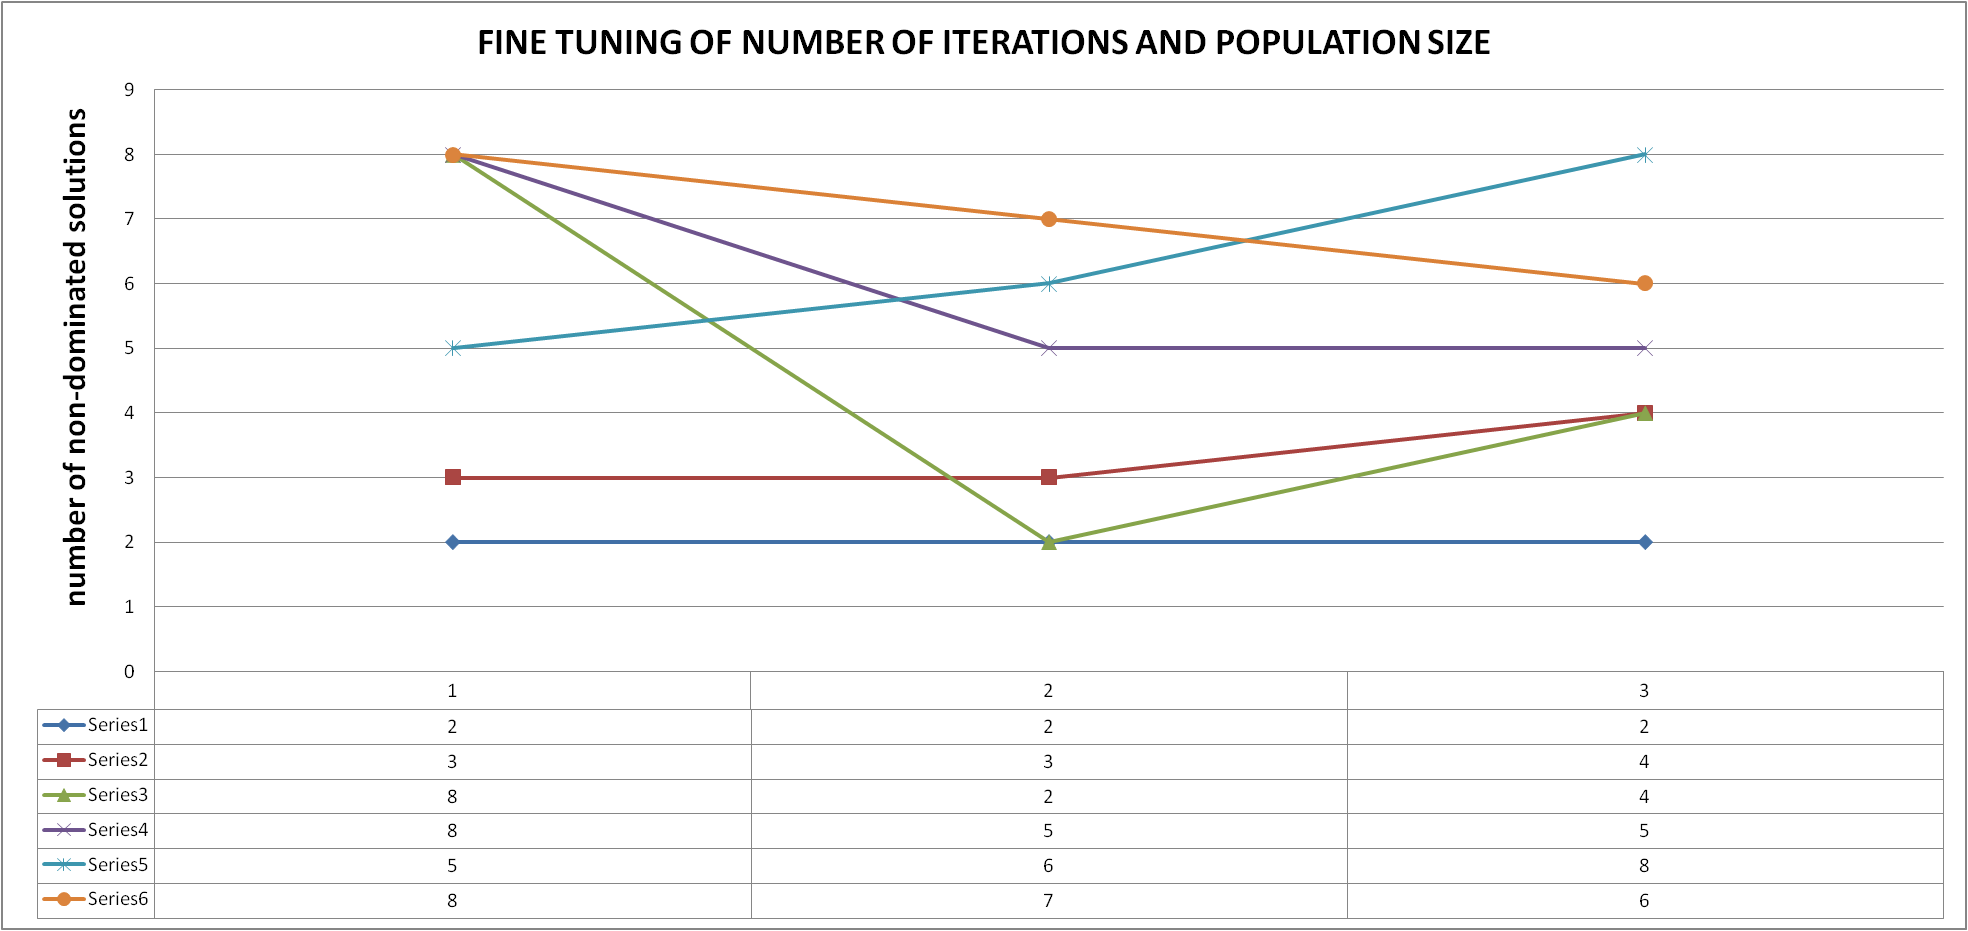 FINE TUNING OF NUMBER OF ITERATIONS AND POPULATION SIZE
number of non-dominated solutions
9
8
7
6
5
4
3
2
1
0
1 2 3
Series1 2 2 2
Series2 3 3 4
Series3 8 2 4
Series4 8 5 5
Series5 5 6 8
Series6 8 7 6